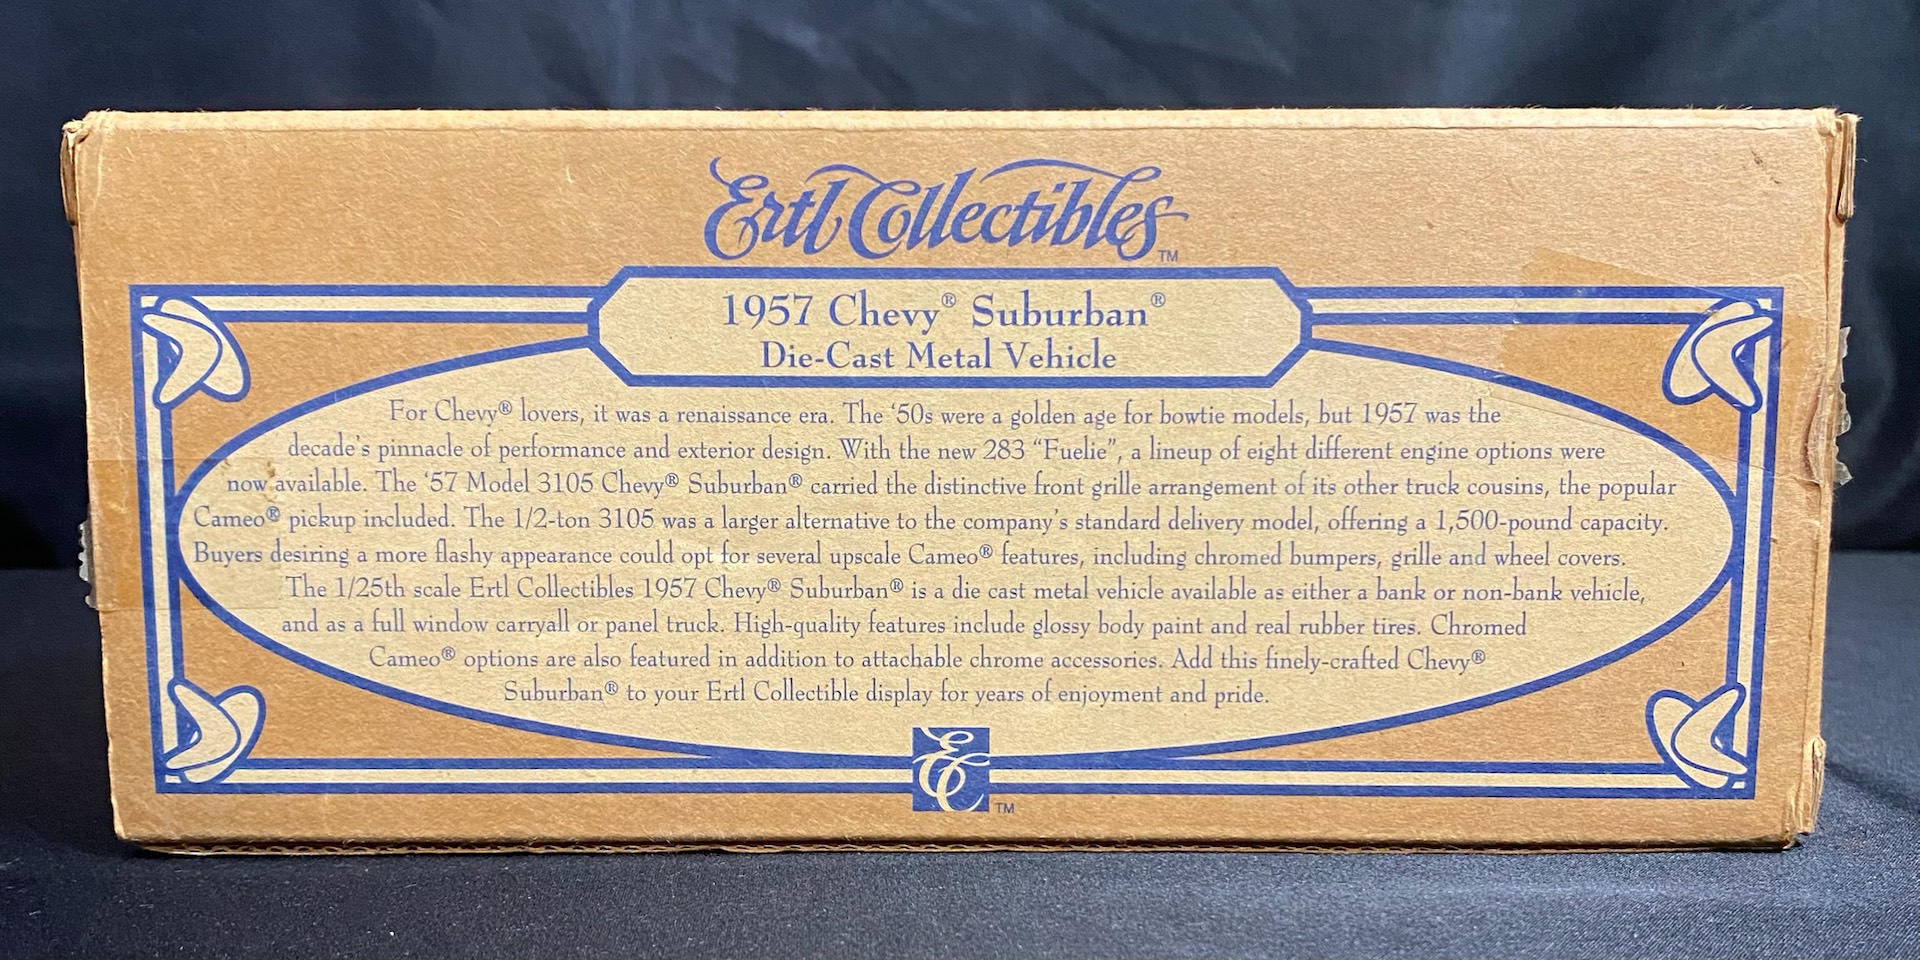 Ertl Collectibles™
1957 Chevy® Suburban®
Die-Cast Metal Vehicle
For Chevy® lovers, it was a renaissance era. The ‘50s were a golden age for bowtie models, but 1957 was the
decade's pinnacle of performance and exterior design. With the new 283 “Fuelie”, a lineup of eight different engine options were
now available. The ‘57 Model 3105 Chevy® Suburban® carried the distinctive front grille arrangement of its other truck cousins, the popular
Cameo® pickup included. The 1/2-ton 3105 was a larger alternative to the company's standard delivery model, offering a 1,500-pound capacity.
Buyers desiring a more flashy appearance could opt for several upscale Cameo® features, including chromed bumpers, grille and wheel covers.
The 1/25th scale Ertl Collectibles 1957 Chevy® Suburban® is a die cast metal vehicle available as either a bank or non-bank vehicle,
and as a full window carryall or panel truck. High-quality features include glossy body paint and real rubber tires. Chromed
Cameo® options are also featured in addition to attachable chrome accessories. Add this finely-crafted Chevy®
Suburban® to your Ertl Collectible display for years of enjoyment and pride.
EC™